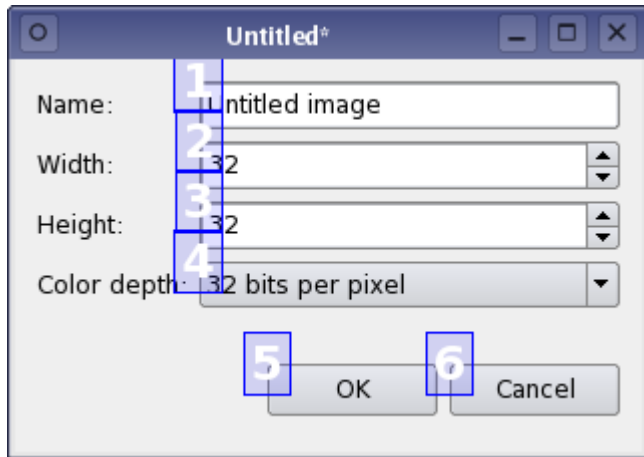 Untitled*
1
Name: Untitled image
2
Width: 32
3
Height: 32
4
Color depth: 32 bits per pixel
5 OK 6 Cancel